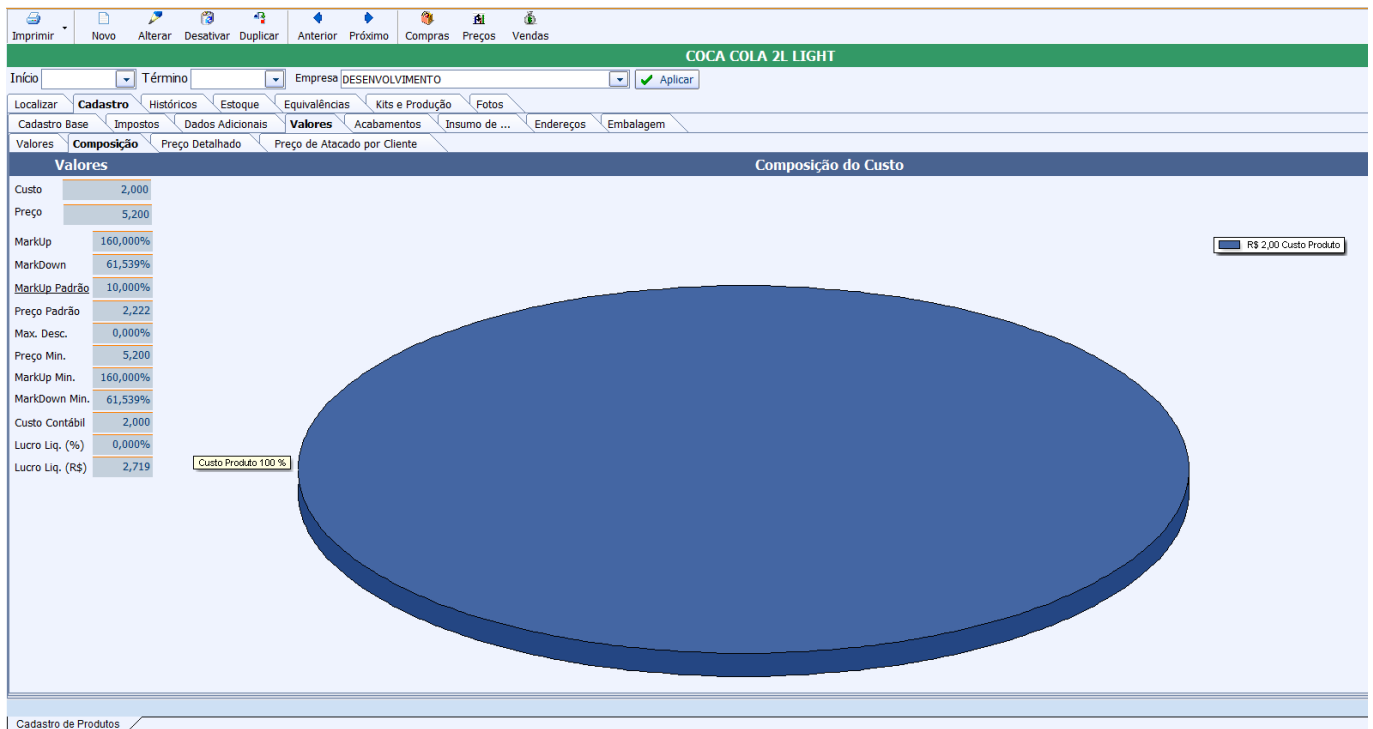 Imprimir Novo Alterar Desativar Duplicar Anterior Próximo Compras Preços Vendas
COCA COLA 2L LIGHT
Início Término Empresa DESENVOLVIMENTO Aplicar
Localizar Cadastro Históricos Estoque Equivalências Kits e Produção Fotos
Cadastro Base Impostos Dados Adicionais Valores Acabamentos Insumo de ... Endereços Embalagem
Valores Composição Preço Detalhado Preço de Atacado por Cliente
Valores Composição do Custo
Custo 2,000
Preço 5,200
MarkUp 160,000%
R$ 2,00 Custo Produto
MarkDown 61,539%
MarkUp Padrão 10,000%
Preço Padrão 2,222
Max. Desc. 0,000%
Preço Min. 5,200
MarkUp Min. 160,000%
MarkDown Min. 61,539%
Custo Contábil 2,000
Lucro Liq. (%) 0,000%
Lucro Liq. (R$) 2,719
Custo Produto 100 %
Cadastro de Produtos